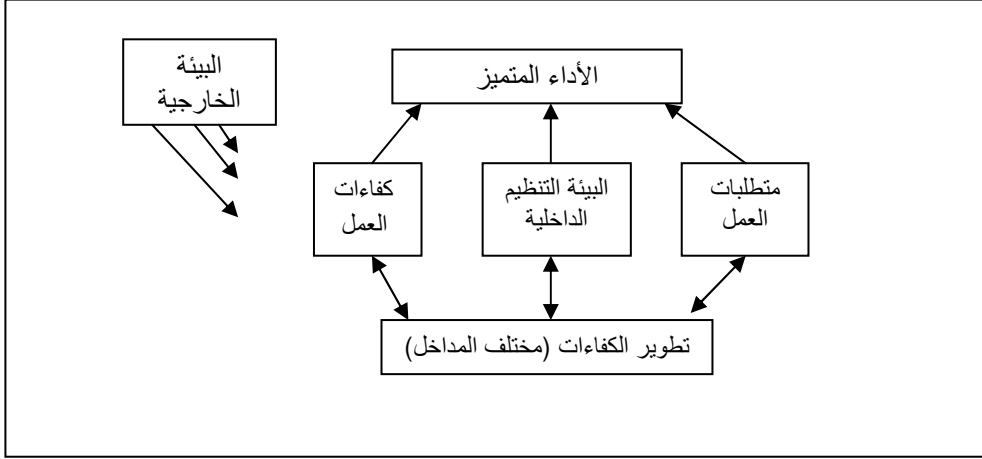 البيئة
الخارجية
الأداء المتميز
متطلبات
العمل
البيئة التنظيم
الداخلية
كفاءات
العمل
تطوير الكفاءات (مختلف المداخل)